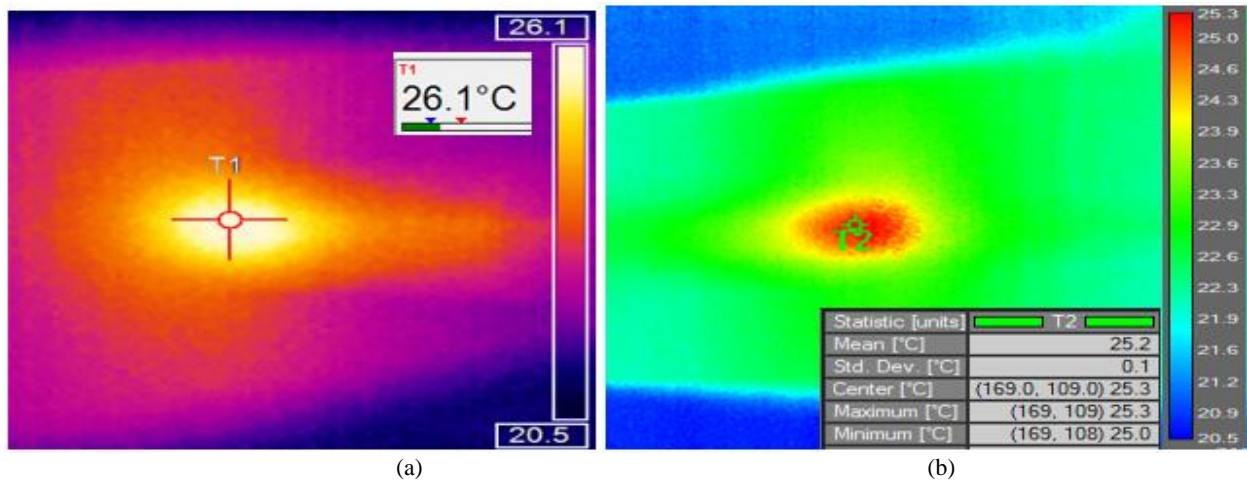 26.1
T1
26.1°C
T1
20.5
25.3
25.0
24.6
24.3
23.9
23.6
23.2
22.9
22.6
22.3
21.9
21.6
21.2
20.9
20.5
T2
Statistic [units] T2
Mean [°C] 25.2
Std. Dev. [°C] 0.1
Center [°C] (169.0, 109.0) 25.3
Maximum [°C] (169, 109) 25.3
Minimum [°C] (169, 108) 25.0
(a) (b)